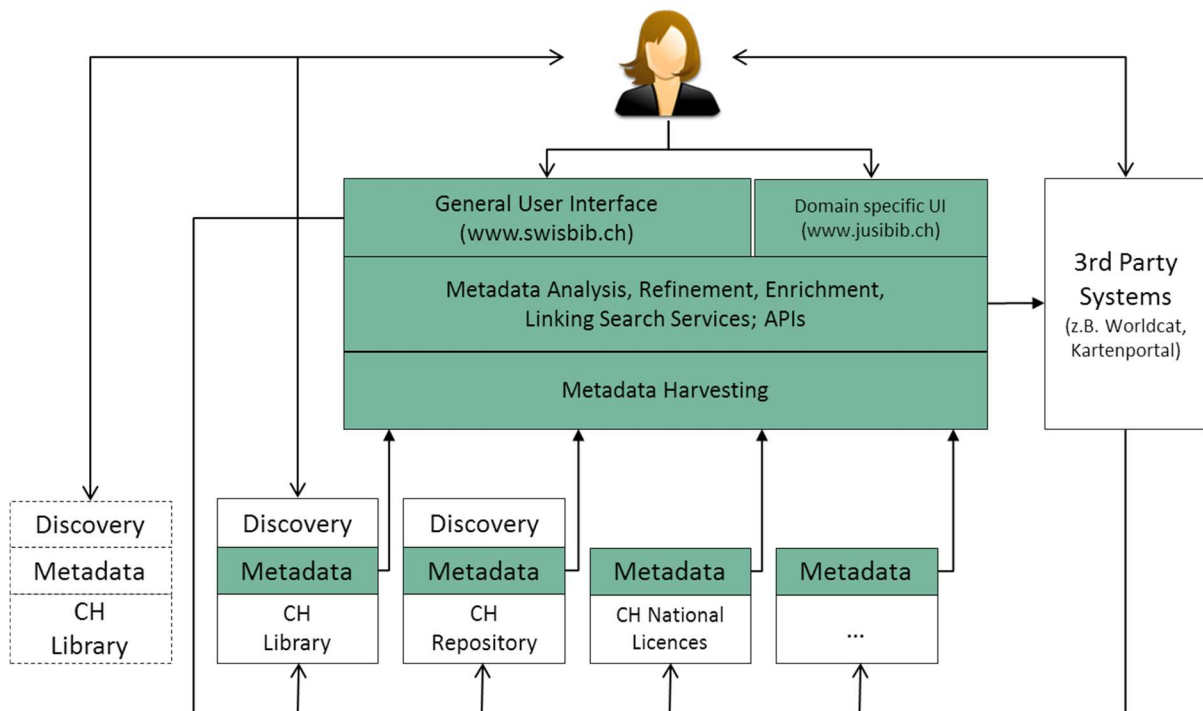 General User Interface
(www.swisbib.ch)
Domain specific UI
(www.jusibib.ch)
Metadata Analysis, Refinement, Enrichment,
Linking Search Services; APIs
Metadata Harvesting
3rd Party
Systems
(z.B. Worldcat,
Kartenportal)
Discovery
Metadata
CH
Library
Discovery
Metadata
CH
Library
Discovery
Metadata
CH
Repository
Metadata
CH National
Licences
Metadata
...